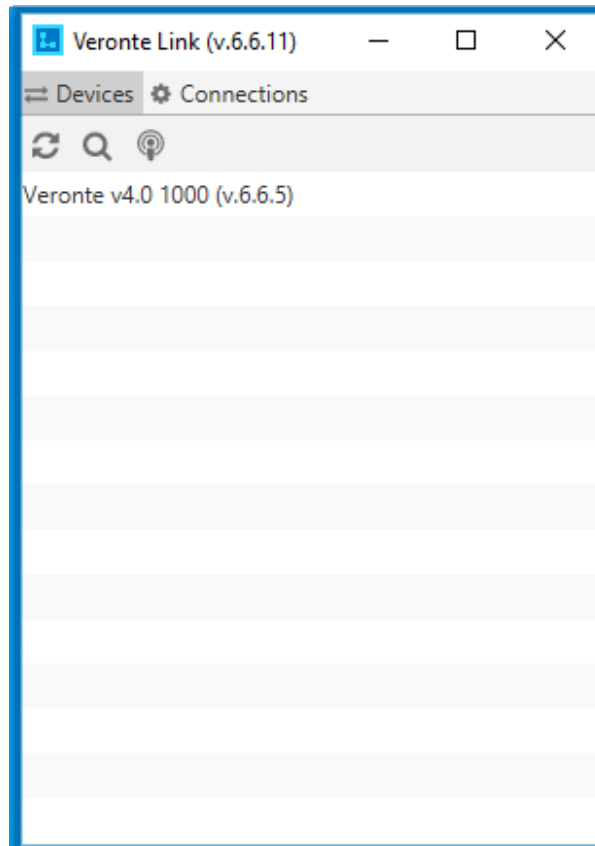 Veronte Link (v.6.6.11)
Devices Connections
Veronte v4.0 1000 (v.6.6.5)